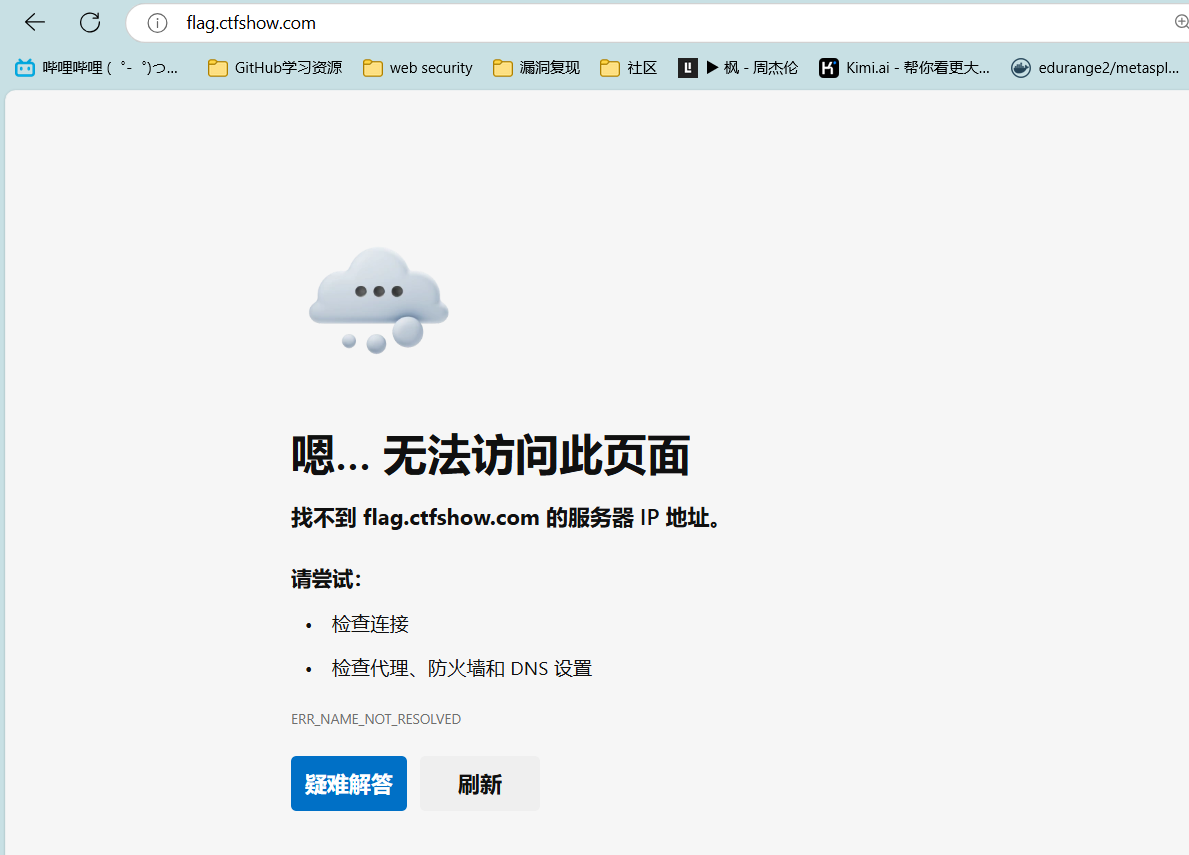 flag.ctfshow.com
哔哩哔哩 (゜-゜)つ... GitHub学习资源 web security 漏洞复现 社区 ▶ 枫 - 周杰伦 Kimi.ai - 帮你看更大... edurange2/metaspl...
嗯... 无法访问此页面
找不到 flag.ctfshow.com 的服务器 IP 地址。
请尝试：
• 检查连接
• 检查代理、防火墙和 DNS 设置
ERR_NAME_NOT_RESOLVED
疑难解答 刷新